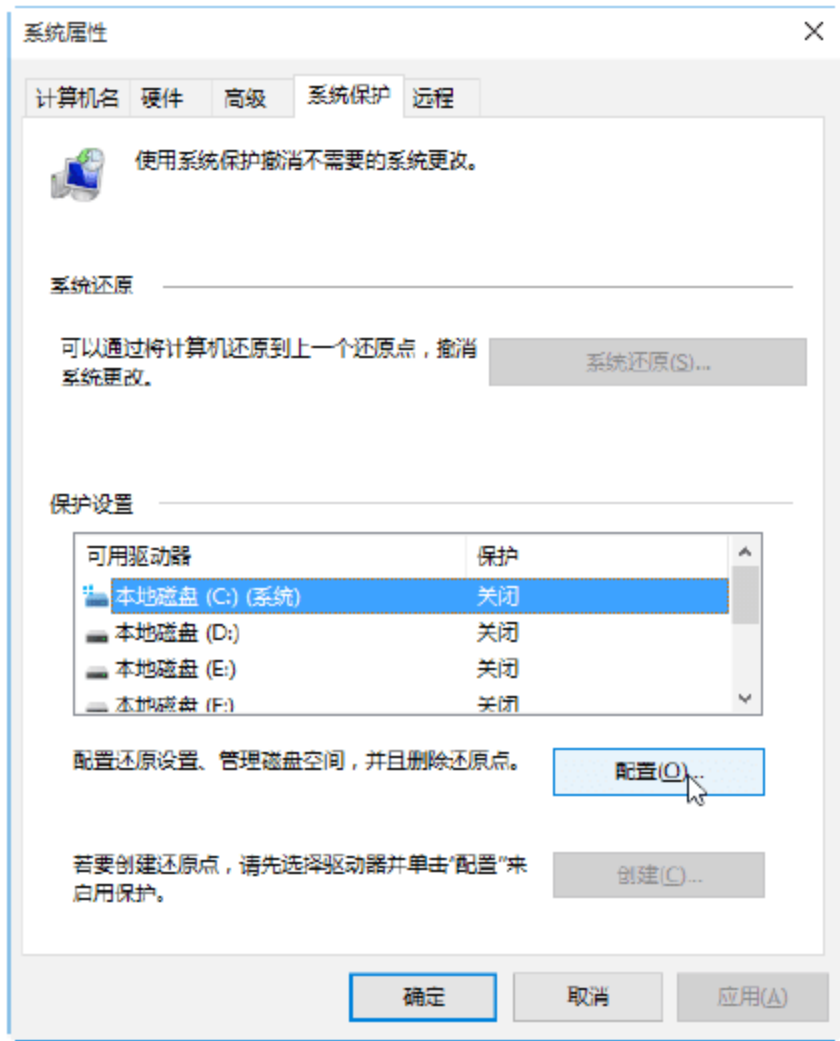 系统属性
计算机名 硬件 高级 系统保护 远程
使用系统保护撤消不需要的系统更改。
系统还原
可以通过将计算机还原到上一个还原点，撤消
系统更改。
系统还原(S)...
保护设置
可用驱动器 保护
本地磁盘 (C:) (系统) 关闭
本地磁盘 (D:) 关闭
本地磁盘 (E:) 关闭
本地磁盘 (F:) 关闭
配置还原设置、管理磁盘空间，并且删除还原点。
配置(O)...
若要创建还原点，请先选择驱动器并单击"配置"来
启用保护。
创建(C)...
确定 取消 应用(A)